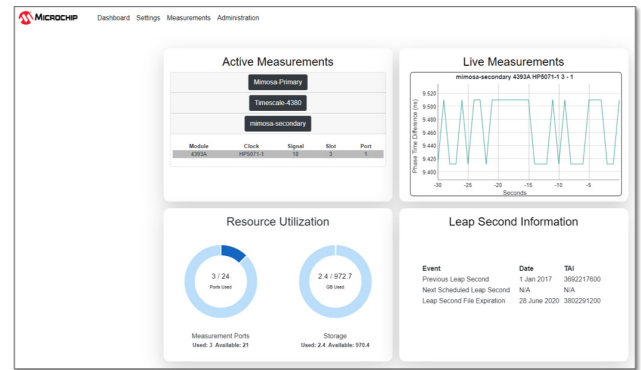 MICROCHIP Dashboard Settings Measurements Administration
Active Measurements
Mimosa-Primary
Timescale-4380
mimosa-secondary
Module Clock Signal Slot Port
4393A HP5071-1 10 3 1
Live Measurements
mimosa-secondary 4393A HP5071-1 3 - 1
Phase Time Difference (ns)
9.520
9.500
9.480
9.460
9.440
9.420
9.400
-30 -25 -20 -15 -10 -5
Seconds
Resource Utilization
3 / 24
Ports Used
2.4 / 972.7
GB Used
Measurement Ports
Used: 3 Available: 21
Storage
Used: 2.4 Available: 970.4
Leap Second Information
Event Date TAI
Previous Leap Second 1 Jan 2017 3692217600
Next Scheduled Leap Second N/A N/A
Leap Second File Expiration 28 June 2020 3802291200